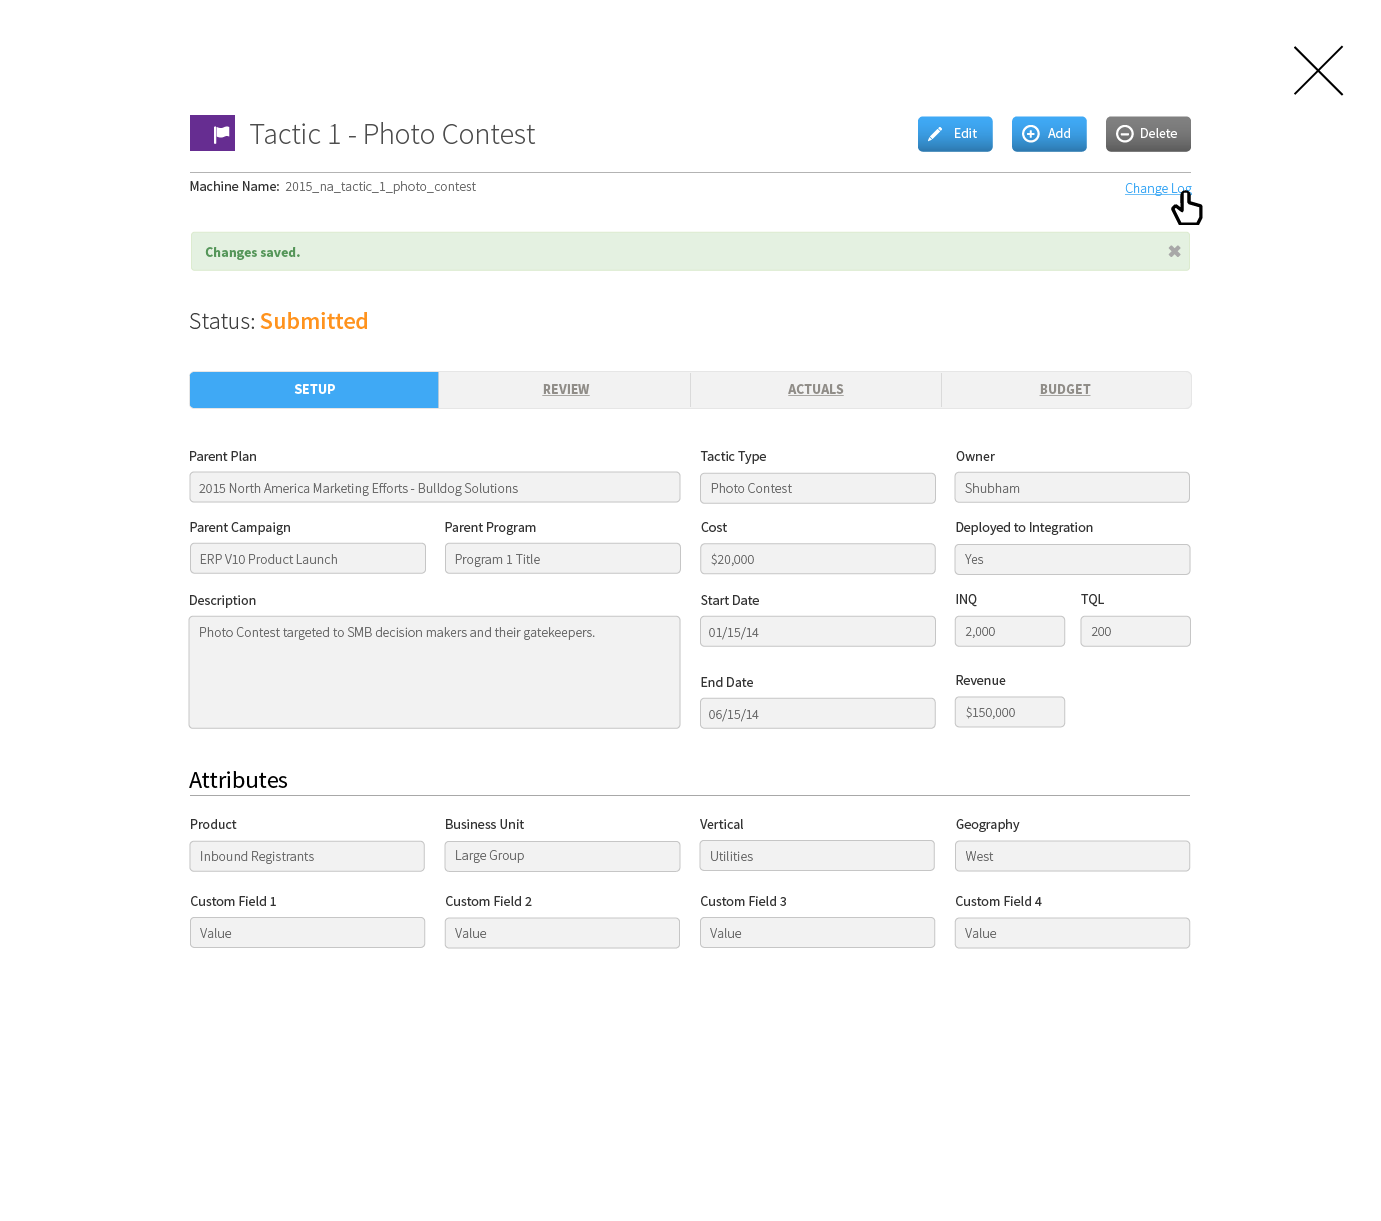 Tactic 1 - Photo Contest
Edit
Add
Delete
Machine Name: 2015_na_tactic_1_photo_contest
Change Log
Changes saved.
Status: Submitted
SETUP
REVIEW
ACTUALS
BUDGET
Parent Plan
Tactic Type
Owner
2015 North America Marketing Efforts - Bulldog Solutions
Photo Contest
Shubham
Parent Campaign
Parent Program
Cost
Deployed to Integration
ERP V10 Product Launch
Program 1 Title
$20,000
Yes
Description
Start Date
INQ
TQL
Photo Contest targeted to SMB decision makers and their gatekeepers.
01/15/14
2,000
200
End Date
Revenue
06/15/14
$150,000
Attributes
Product
Business Unit
Vertical
Geography
Inbound Registrants
Large Group
Utilities
West
Custom Field 1
Custom Field 2
Custom Field 3
Custom Field 4
Value
Value
Value
Value